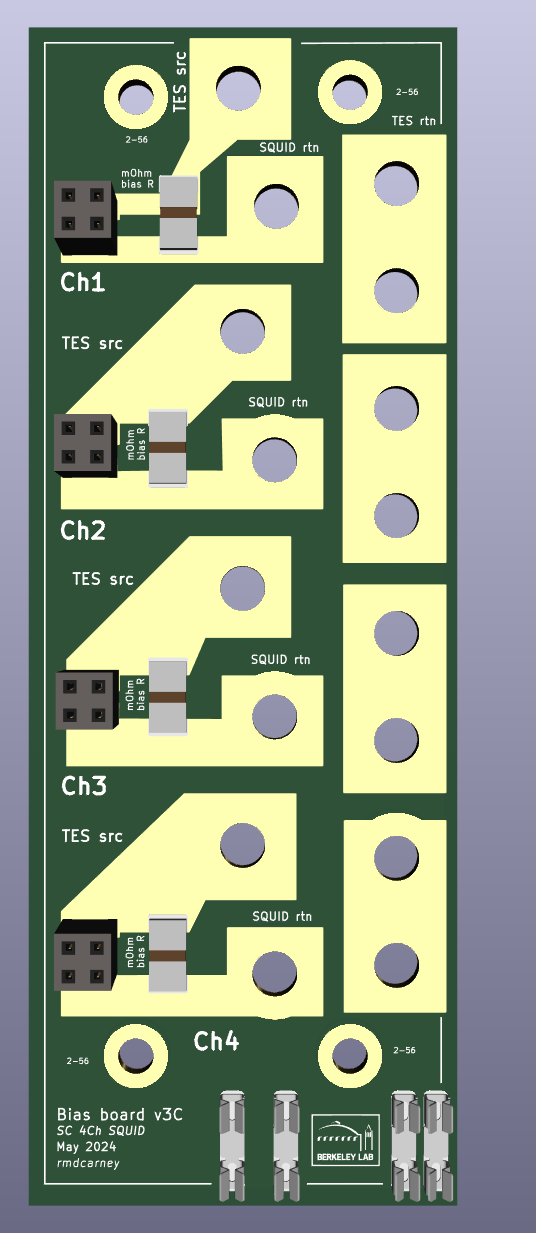 TES src
2-56
2-56
TES rtn
SQUID rtn
mOhm
bias R
Ch1
TES src
SQUID rtn
mOhm
bias R
Ch2
TES src
SQUID rtn
mOhm
bias R
Ch3
TES src
SQUID rtn
mOhm
bias R
Ch4
2-56
2-56
Bias board v3C
SC 4Ch SQUID
May 2024
rmdcarney
BERKELEY LAB